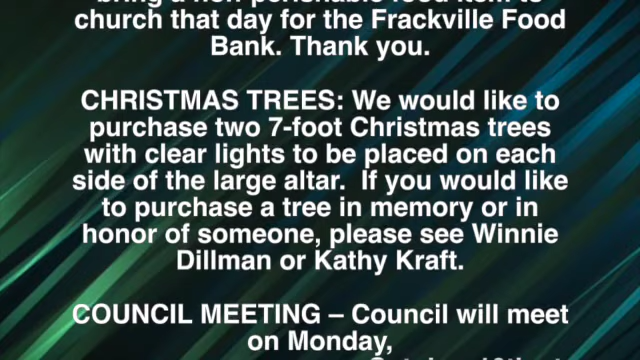 bring a non-perishable food item to
church that day for the Frackville Food
Bank. Thank you.
CHRISTMAS TREES: We would like to
purchase two 7-foot Christmas trees
with clear lights to be placed on each
side of the large altar. If you would like
to purchase a tree in memory or in
honor of someone, please see Winnie
Dillman or Kathy Kraft.
COUNCIL MEETING – Council will meet
on Monday,